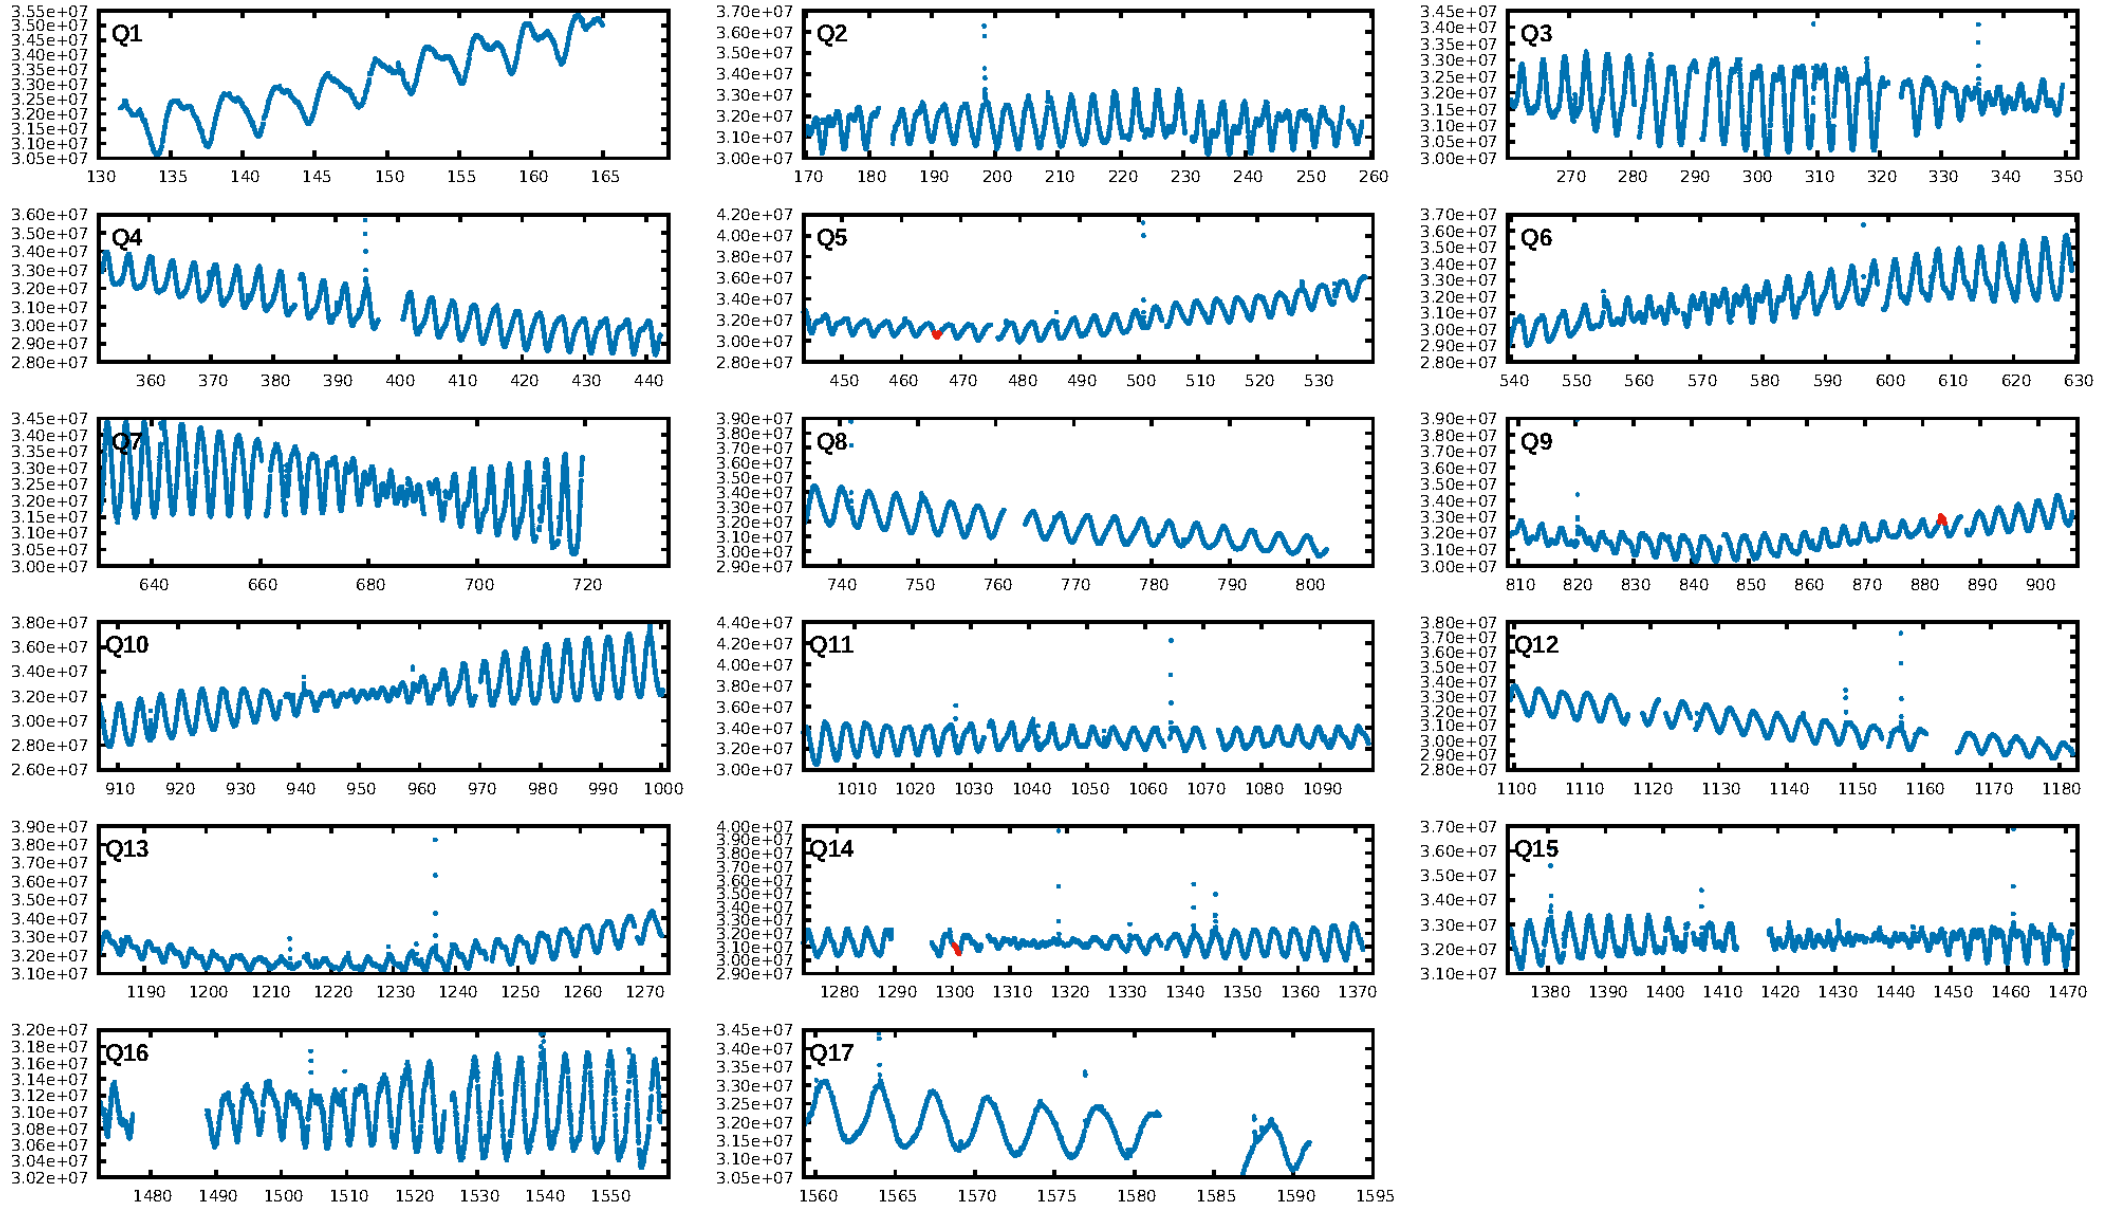 Q1
3.55e+07
3.50e+07
3.45e+07
3.40e+07
3.35e+07
3.30e+07
3.25e+07
3.20e+07
3.15e+07
3.10e+07
3.05e+07
130 135 140 145 150 155 160 165
Q2
3.70e+07
3.60e+07
3.50e+07
3.40e+07
3.30e+07
3.20e+07
3.10e+07
3.00e+07
170 180 190 200 210 220 230 240 250 260
Q3
3.45e+07
3.40e+07
3.35e+07
3.30e+07
3.25e+07
3.20e+07
3.15e+07
3.10e+07
3.05e+07
3.00e+07
270 280 290 300 310 320 330 340 350
Q4
3.60e+07
3.50e+07
3.40e+07
3.30e+07
3.20e+07
3.10e+07
3.00e+07
2.90e+07
2.80e+07
360 370 380 390 400 410 420 430 440
Q5
4.20e+07
4.00e+07
3.80e+07
3.60e+07
3.40e+07
3.20e+07
3.00e+07
2.80e+07
450 460 470 480 490 500 510 520 530
Q6
3.70e+07
3.60e+07
3.50e+07
3.40e+07
3.30e+07
3.20e+07
3.10e+07
3.00e+07
2.90e+07
2.80e+07
540 550 560 570 580 590 600 610 620 630
Q7
3.45e+07
3.40e+07
3.35e+07
3.30e+07
3.25e+07
3.20e+07
3.15e+07
3.10e+07
3.05e+07
3.00e+07
640 660 680 700 720
Q8
3.90e+07
3.80e+07
3.70e+07
3.60e+07
3.50e+07
3.40e+07
3.30e+07
3.20e+07
3.10e+07
3.00e+07
2.90e+07
740 750 760 770 780 790 800
Q9
3.90e+07
3.80e+07
3.70e+07
3.60e+07
3.50e+07
3.40e+07
3.30e+07
3.20e+07
3.10e+07
3.00e+07
810 820 830 840 850 860 870 880 890 900
Q10
3.80e+07
3.60e+07
3.40e+07
3.20e+07
3.00e+07
2.80e+07
2.60e+07
910 920 930 940 950 960 970 980 990 1000
Q11
4.40e+07
4.20e+07
4.00e+07
3.80e+07
3.60e+07
3.40e+07
3.20e+07
3.00e+07
1010 1020 1030 1040 1050 1060 1070 1080 1090
Q12
3.80e+07
3.70e+07
3.60e+07
3.50e+07
3.40e+07
3.30e+07
3.20e+07
3.10e+07
3.00e+07
2.90e+07
2.80e+07
1100 1110 1120 1130 1140 1150 1160 1170 1180
Q13
3.90e+07
3.80e+07
3.70e+07
3.60e+07
3.50e+07
3.40e+07
3.30e+07
3.20e+07
3.10e+07
1190 1200 1210 1220 1230 1240 1250 1260 1270
Q14
4.00e+07
3.90e+07
3.80e+07
3.70e+07
3.60e+07
3.50e+07
3.40e+07
3.30e+07
3.20e+07
3.10e+07
3.00e+07
2.90e+07
1280 1290 1300 1310 1320 1330 1340 1350 1360 1370
Q15
3.70e+07
3.60e+07
3.50e+07
3.40e+07
3.30e+07
3.20e+07
3.10e+07
1380 1390 1400 1410 1420 1430 1440 1450 1460 1470
Q16
3.20e+07
3.18e+07
3.16e+07
3.14e+07
3.12e+07
3.10e+07
3.08e+07
3.06e+07
3.04e+07
3.02e+07
1480 1490 1500 1510 1520 1530 1540 1550
Q17
3.45e+07
3.40e+07
3.35e+07
3.30e+07
3.25e+07
3.20e+07
3.15e+07
3.10e+07
3.05e+07
1560 1565 1570 1575 1580 1585 1590 1595